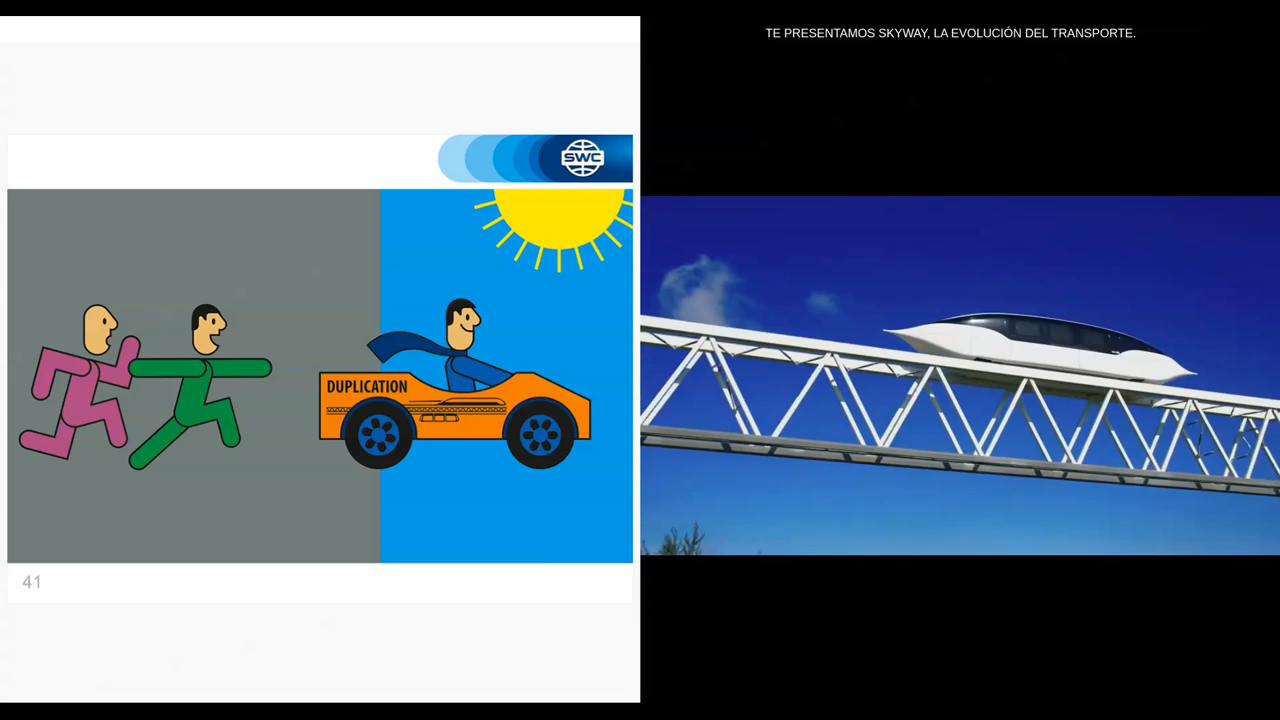 TE PRESENTAMOS SKYWAY, LA EVOLUCIÓN DEL TRANSPORTE.
SWC
DUPLICATION
41